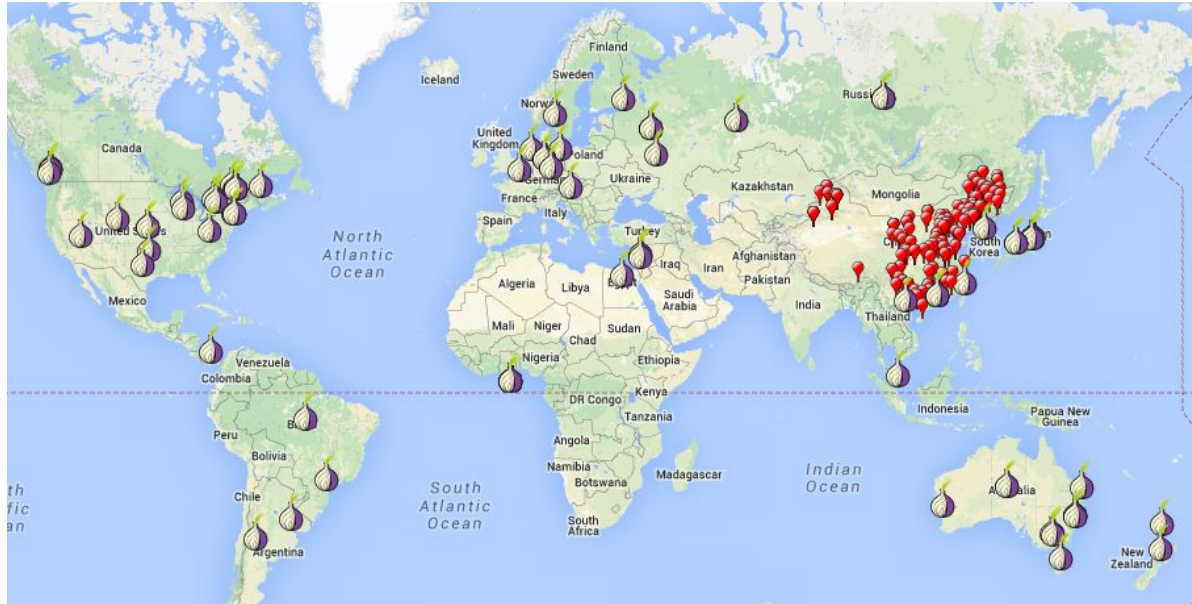 Iceland
Finland
Sweden
Norway
Russi
Canada
United
Kingdom
Poland
German
Ukraine
France
Kazakhstan
Mongolia
Spain
Italy
Turkey
United States
North
Atlantic
Ocean
South
Korea
Afghanistan
Iraq
Iran
Pakistan
Algeria
Libya
Egypt
Saudi
Arabia
India
Mexico
Mali
Niger
Sudan
Chad
Thailand
Nigeria
Ethiopia
Venezuela
Colombia
DR Congo
Kenya
Indonesia
Papua New
Guinea
Tanzania
Peru
Angola
Bolivia
Namibia
Botswana
Madagascar
Indian
Ocean
South
Atlantic
Ocean
Chile
South
Africa
Argentina
New
Zealand